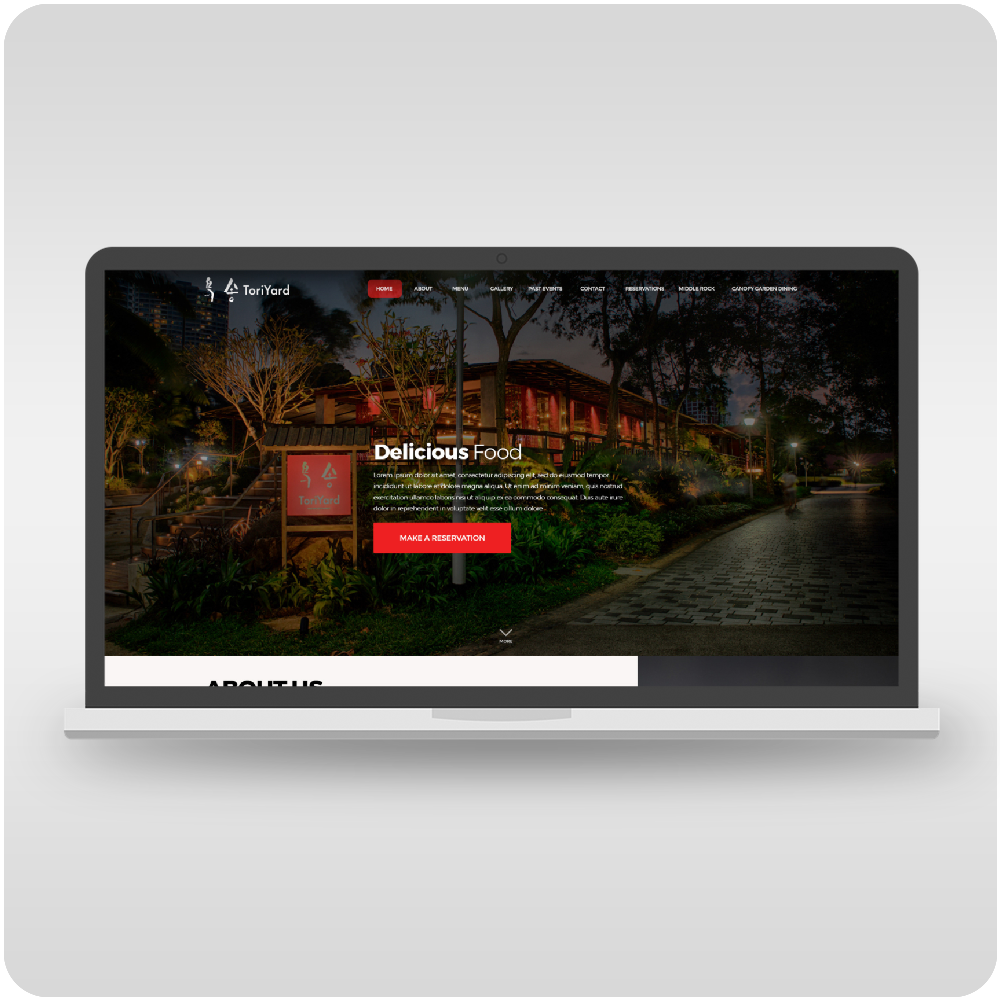 ToriYard
HOME ABOUT MENU GALLERY PAST EVENTS CONTACT RESERVATIONS MIDDLE ROCK CANOPY GARDEN DINING
ToriYard
Delicious Food
Lorem ipsum dolor sit amet, consectetur adipiscing elit, sed do eiusmod tempor
incididunt ut labore et dolore magna aliqua. Ut enim ad minim veniam, quis nostrud
exercitation ullamco laboris nisi ut aliquip ex ea commodo consequat. Duis aute irure
dolor in reprehenderit in voluptate velit esse cillum dolore.
MAKE A RESERVATION
MORE
ABOUT US